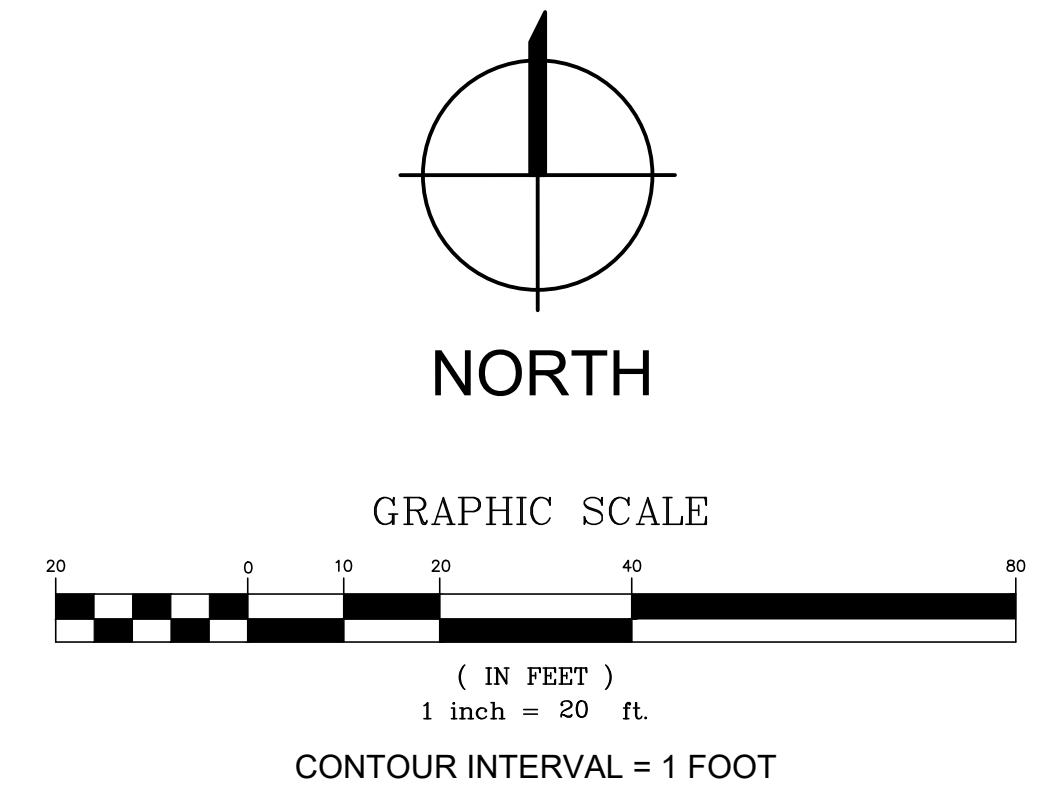 NORTH
GRAPHIC SCALE
20 0 10 20 40 80
( IN FEET )
1 inch = 20 ft.
CONTOUR INTERVAL = 1 FOOT